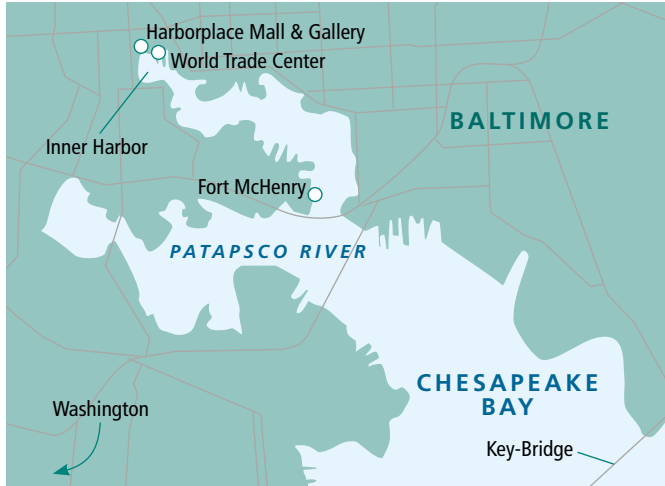 Harborplace Mall & Gallery
World Trade Center
BALTIMORE
Inner Harbor
Fort McHenry
PATAPSCO RIVER
CHESAPEAKE
BAY
Washington
Key-Bridge